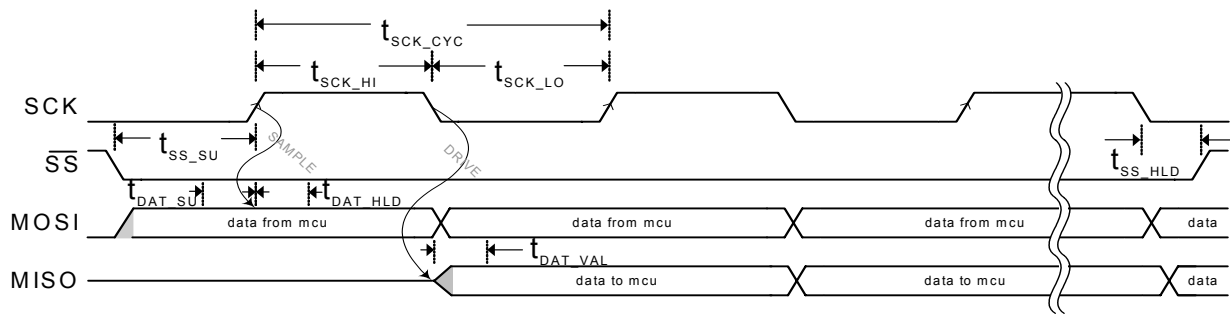 tSCK_CYC
tSCK_HI
tSCK_LO
SCK
tSS_SU
SAMPLE
DRIVE
tSS_HLD
SS
tDAT_SU
tDAT_HLD
MOSI
data from mcu
data from mcu
data from mcu
data
tDAT_VAL
MISO
data to mcu
data to mcu
data